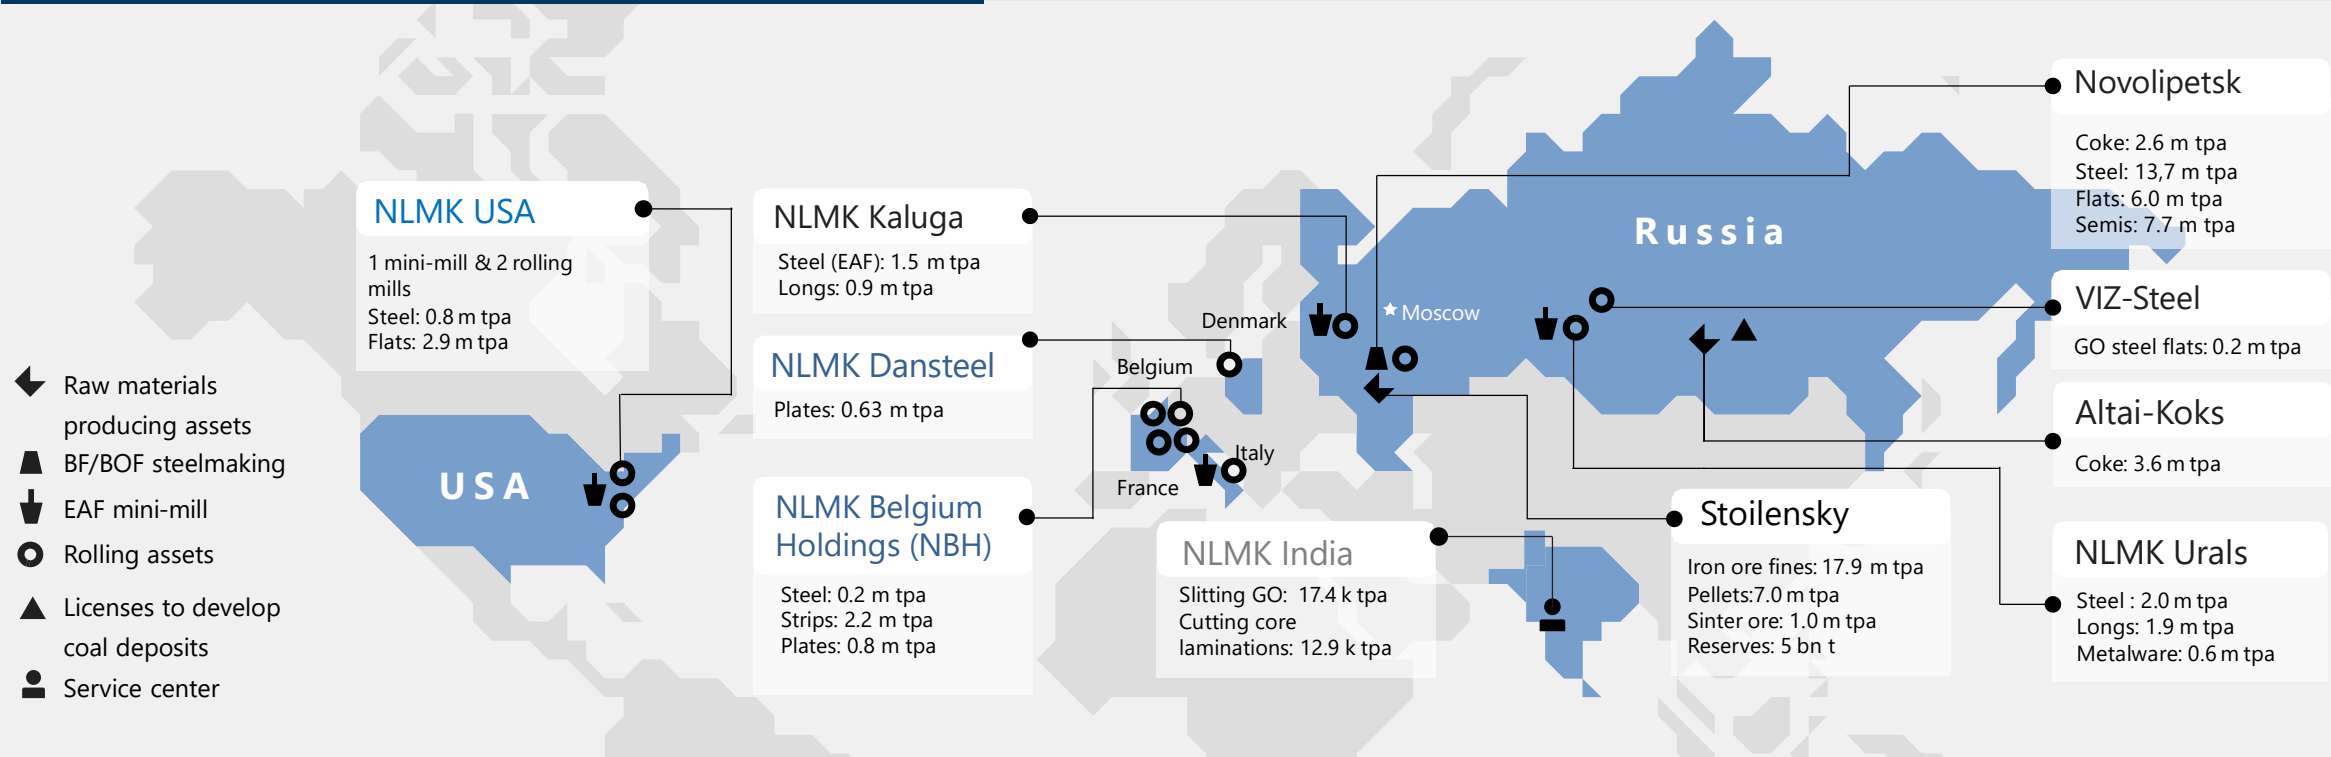 NLMK USA
1 mini-mill & 2 rolling
mills
Steel: 0.8 m tpa
Flats: 2.9 m tpa
Raw materials
producing assets
BF/BOF steelmaking
EAF mini-mill
Rolling assets
Licenses to develop
coal deposits
Service center
USA
NLMK Kaluga
Steel (EAF): 1.5 m tpa
Longs: 0.9 m tpa
NLMK Dansteel
Plates: 0.63 m tpa
NLMK Belgium
Holdings (NBH)
Steel: 0.2 m tpa
Strips: 2.2 m tpa
Plates: 0.8 m tpa
Denmark
Belgium
Italy
France
Moscow
Russia
NLMK India
Slitting GO: 17.4 k tpa
Cutting core
laminations: 12.9 k tpa
Stoilensky
Iron ore fines: 17.9 m tpa
Pellets:7.0 m tpa
Sinter ore: 1.0 m tpa
Reserves: 5 bn t
Novolipetsk
Coke: 2.6 m tpa
Steel: 13,7 m tpa
Flats: 6.0 m tpa
Semis: 7.7 m tpa
VIZ-Steel
GO steel flats: 0.2 m tpa
Altai-Koks
Coke: 3.6 m tpa
NLMK Urals
Steel : 2.0 m tpa
Longs: 1.9 m tpa
Metalware: 0.6 m tpa